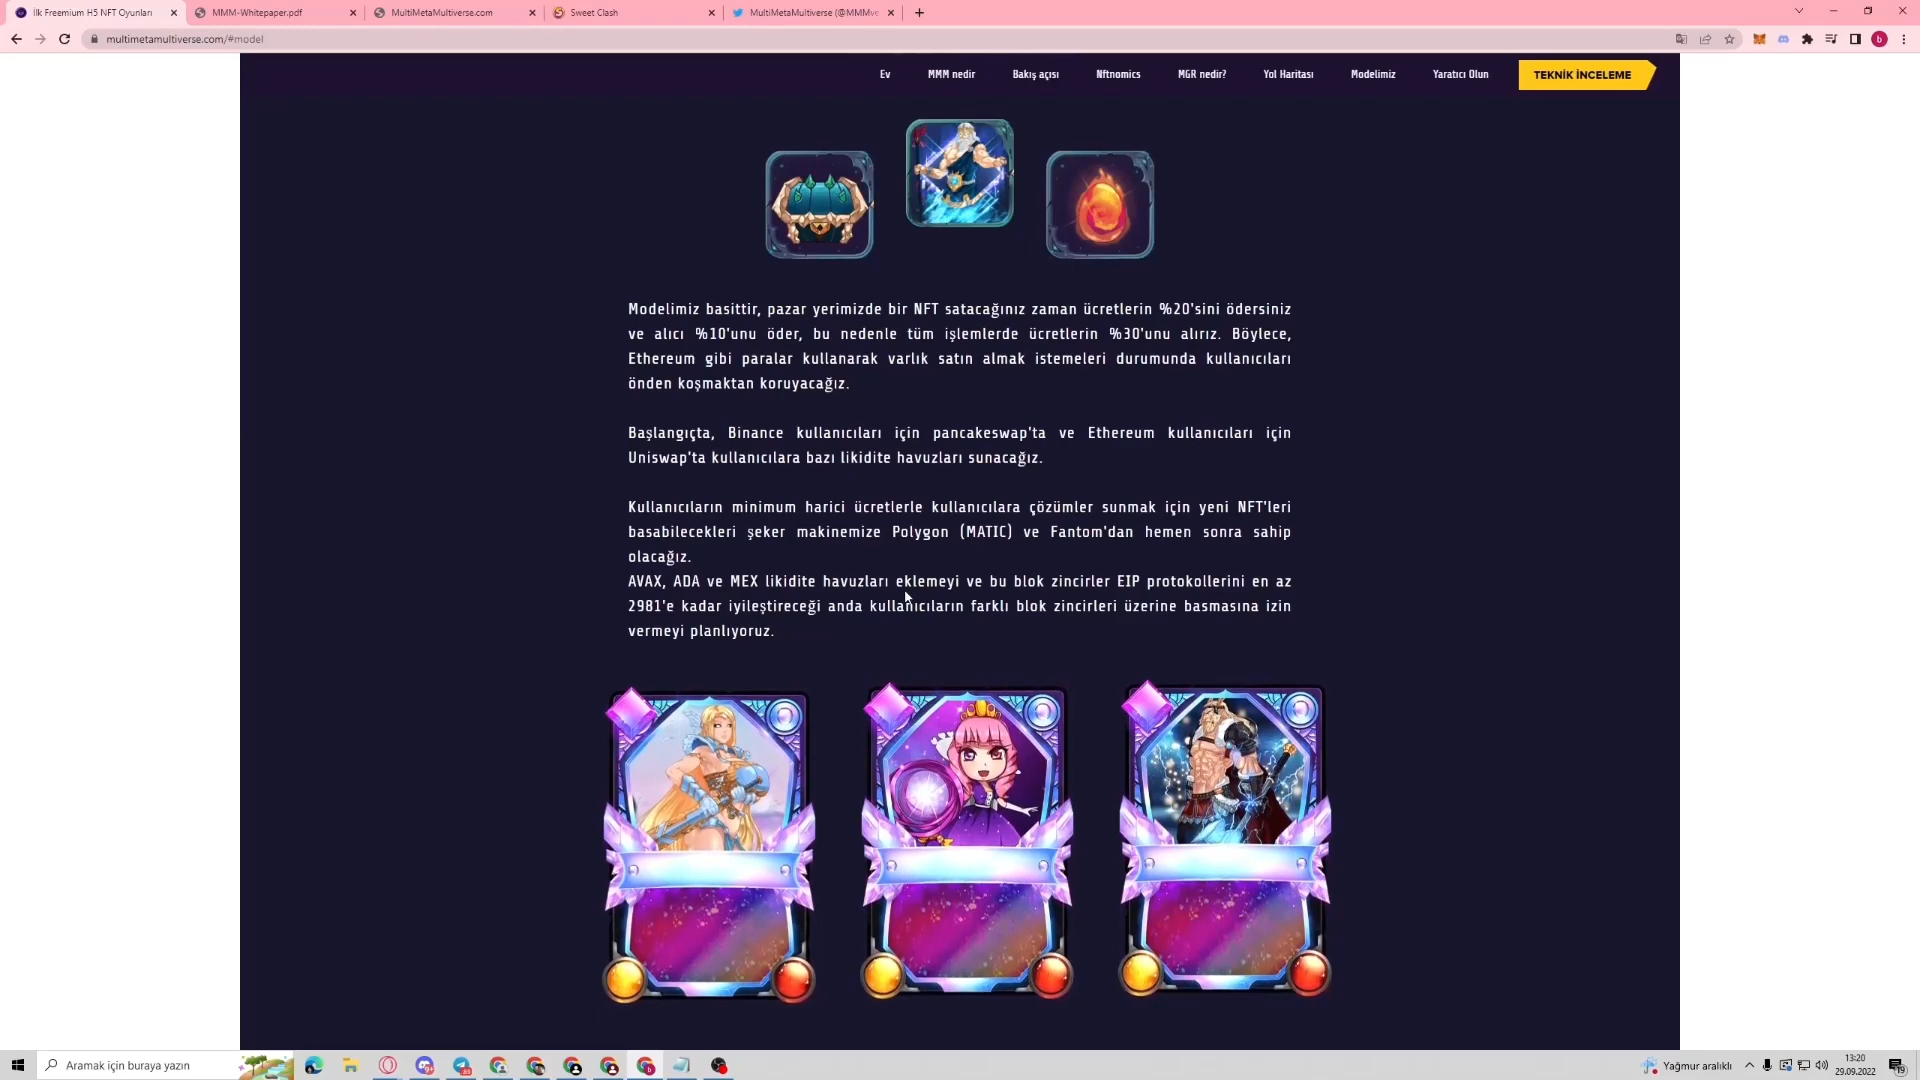 İlk Freemium H5 NFT Oyunları
MMM-Whitepaper.pdf
MultiMetaMultiverse.com
Sweet Clash
MultiMetaMultiverse (@MMMve
multimetamultiverse.com/#model
Ev
MMM nedir
Bakış açısı
Nftnomics
MGR nedir?
Yol Haritası
Modelimiz
Yaratıcı Olun
TEKNİK İNCELEME
Modelimiz basittir, pazar yerimizde bir NFT satacağınız zaman ücretlerin %20'sini ödersiniz
ve alıcı %10'unu öder, bu nedenle tüm işlemlerde ücretlerin %30'unu alırız. Böylece,
Ethereum gibi paralar kullanarak varlık satın almak istemeleri durumunda kullanıcıları
önden koşmaktan koruyacağız.
Başlangıçta, Binance kullanıcıları için pancakeswap'ta ve Ethereum kullanıcıları için
Uniswap'ta kullanıcılara bazı likidite havuzları sunacağız.
Kullanıcıların minimum harici ücretlerle kullanıcılara çözümler sunmak için yeni NFT'leri
basabilecekleri şeker makinemize Polygon (MATIC) ve Fantom'dan hemen sonra sahip
olacağız.
AVAX, ADA ve MEX likidite havuzları eklemeyi ve bu blok zincirler EIP protokollerini en az
2981'e kadar iyileştireceği anda kullanıcıların farklı blok zincirleri üzerine basmasına izin
vermeyi planlıyoruz.
Aramak için buraya yazın
Yağmur aralıklı
13:20
29.09.2022